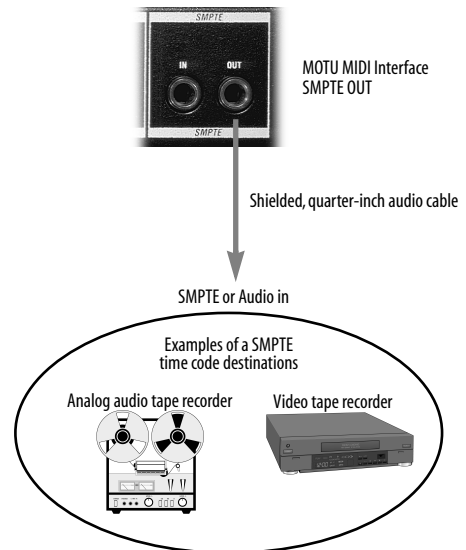 SMPTE
IN
OUT
SMPTE
MOTU MIDI Interface
SMPTE OUT
Shielded, quarter-inch audio cable
SMPTE or Audio in
Examples of a SMPTE
time code destinations
Analog audio tape recorder
Video tape recorder